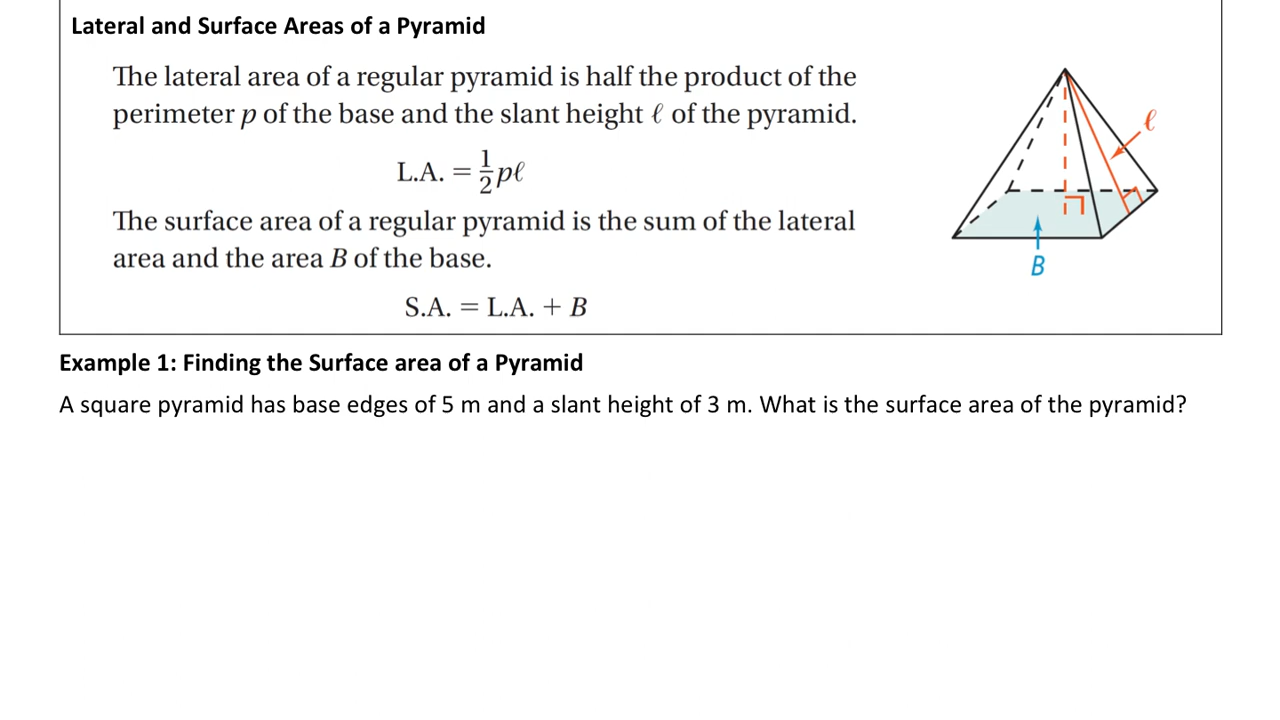 Lateral and Surface Areas of a Pyramid
The lateral area of a regular pyramid is half the product of the
perimeter p of the base and the slant height ℓ of the pyramid.
L.A. = 1/2 pℓ
The surface area of a regular pyramid is the sum of the lateral
area and the area B of the base.
S.A. = L.A. + B
ℓ
B
Example 1: Finding the Surface area of a Pyramid
A square pyramid has base edges of 5 m and a slant height of 3 m. What is the surface area of the pyramid?